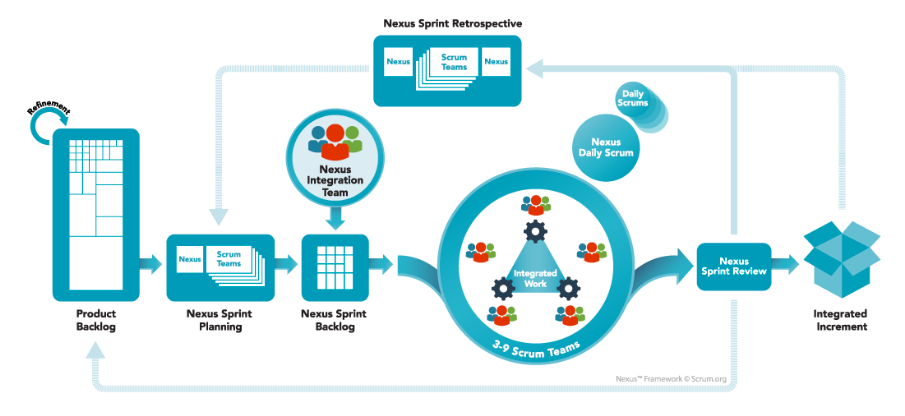 Nexus Sprint Retrospective
Nexus
Scrum
Teams
Nexus
Daily
Scrums
Nexus
Daily Scrum
Refinement
Nexus
Integration
Team
Nexus
Scrum
Teams
Integrated
Work
Nexus
Sprint Review
Product
Backlog
Nexus Sprint
Planning
Nexus Sprint
Backlog
3-9 Scrum Teams
Integrated
Increment
Nexus™ Framework © Scrum.org